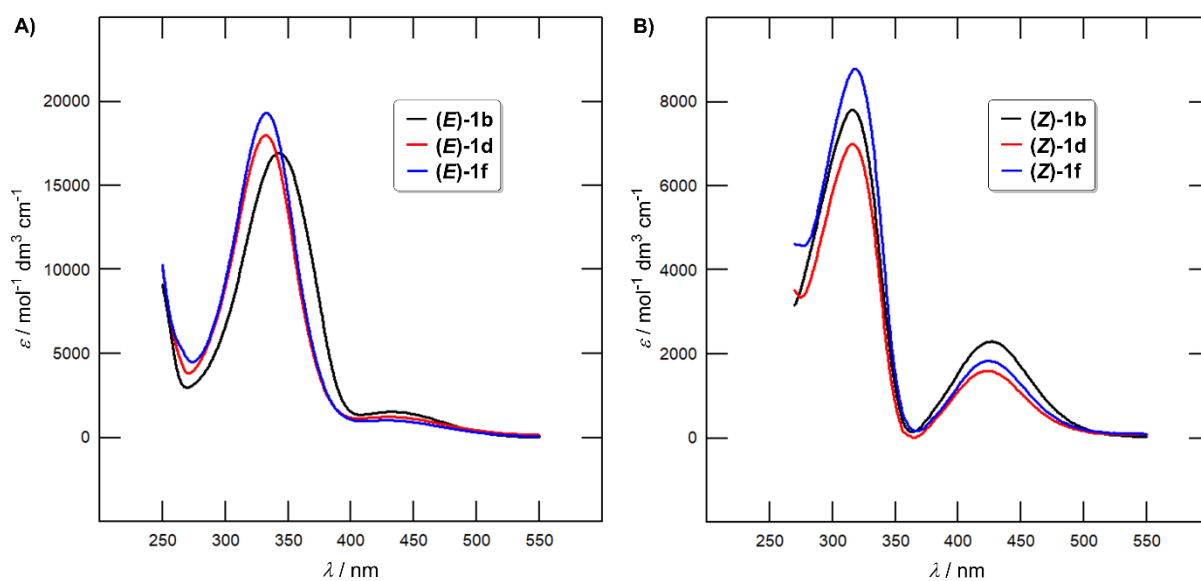 A)
20000
15000
10000
5000
0
250 300 350 400 450 500 550
ε / mol⁻¹ dm³ cm⁻¹
λ / nm
(E)-1b
(E)-1d
(E)-1f
B)
8000
6000
4000
2000
0
250 300 350 400 450 500 550
ε / mol⁻¹ dm³ cm⁻¹
λ / nm
(Z)-1b
(Z)-1d
(Z)-1f